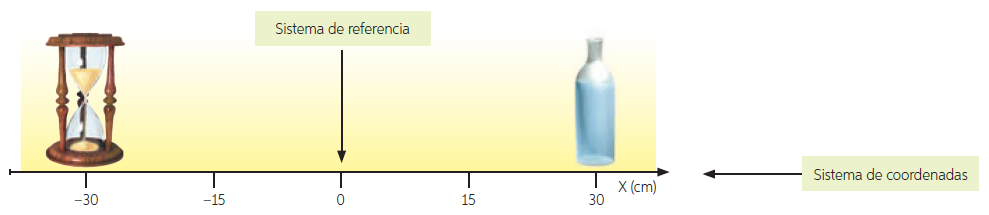 Sistema de referencia
Sistema de coordenadas
X (cm)
–30
–15
0
15
30